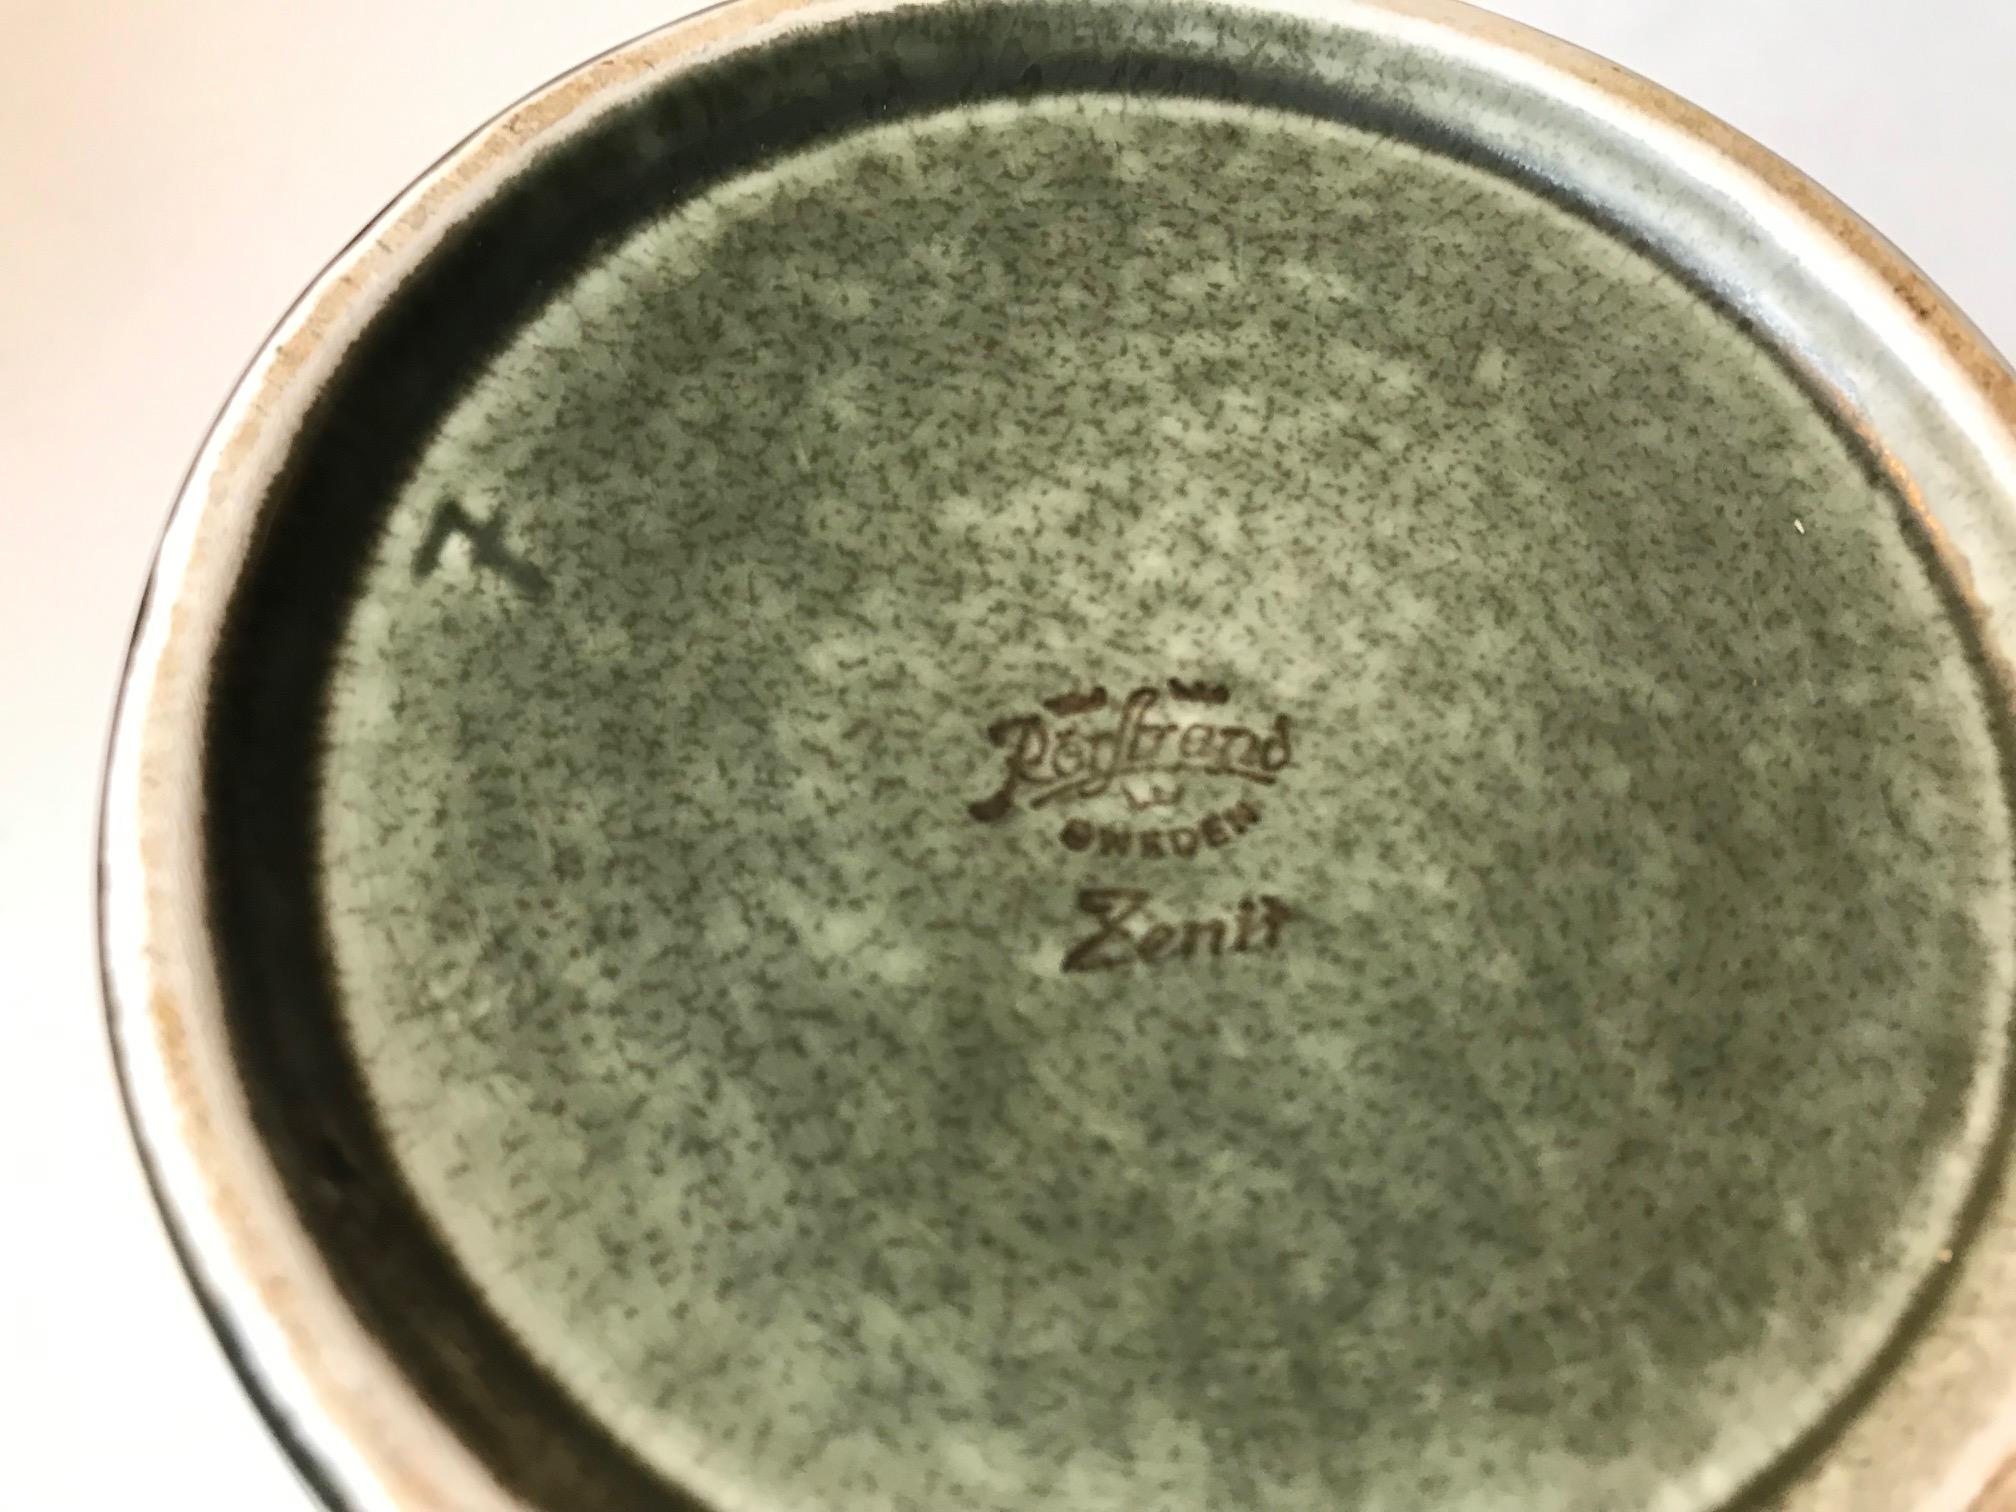 7
Rörstrand
SWEDEN
Zenit